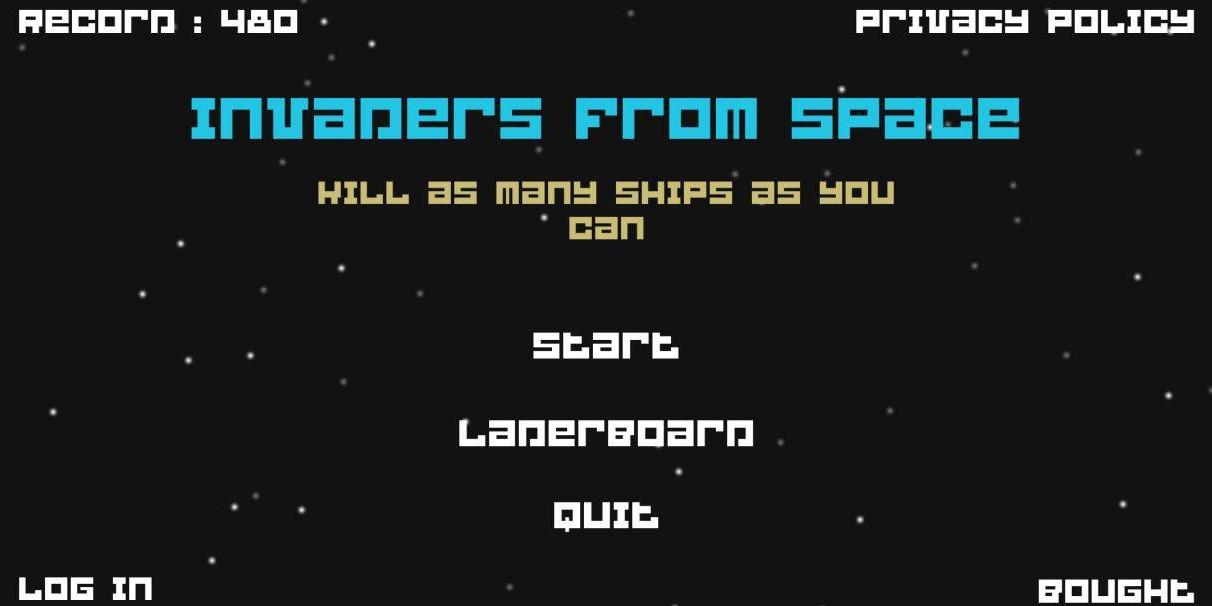 Record : 480
Privacy Policy
Invaders from space
Kill as many ships as you
can
Start
Laderboard
Quit
Log in
Bought